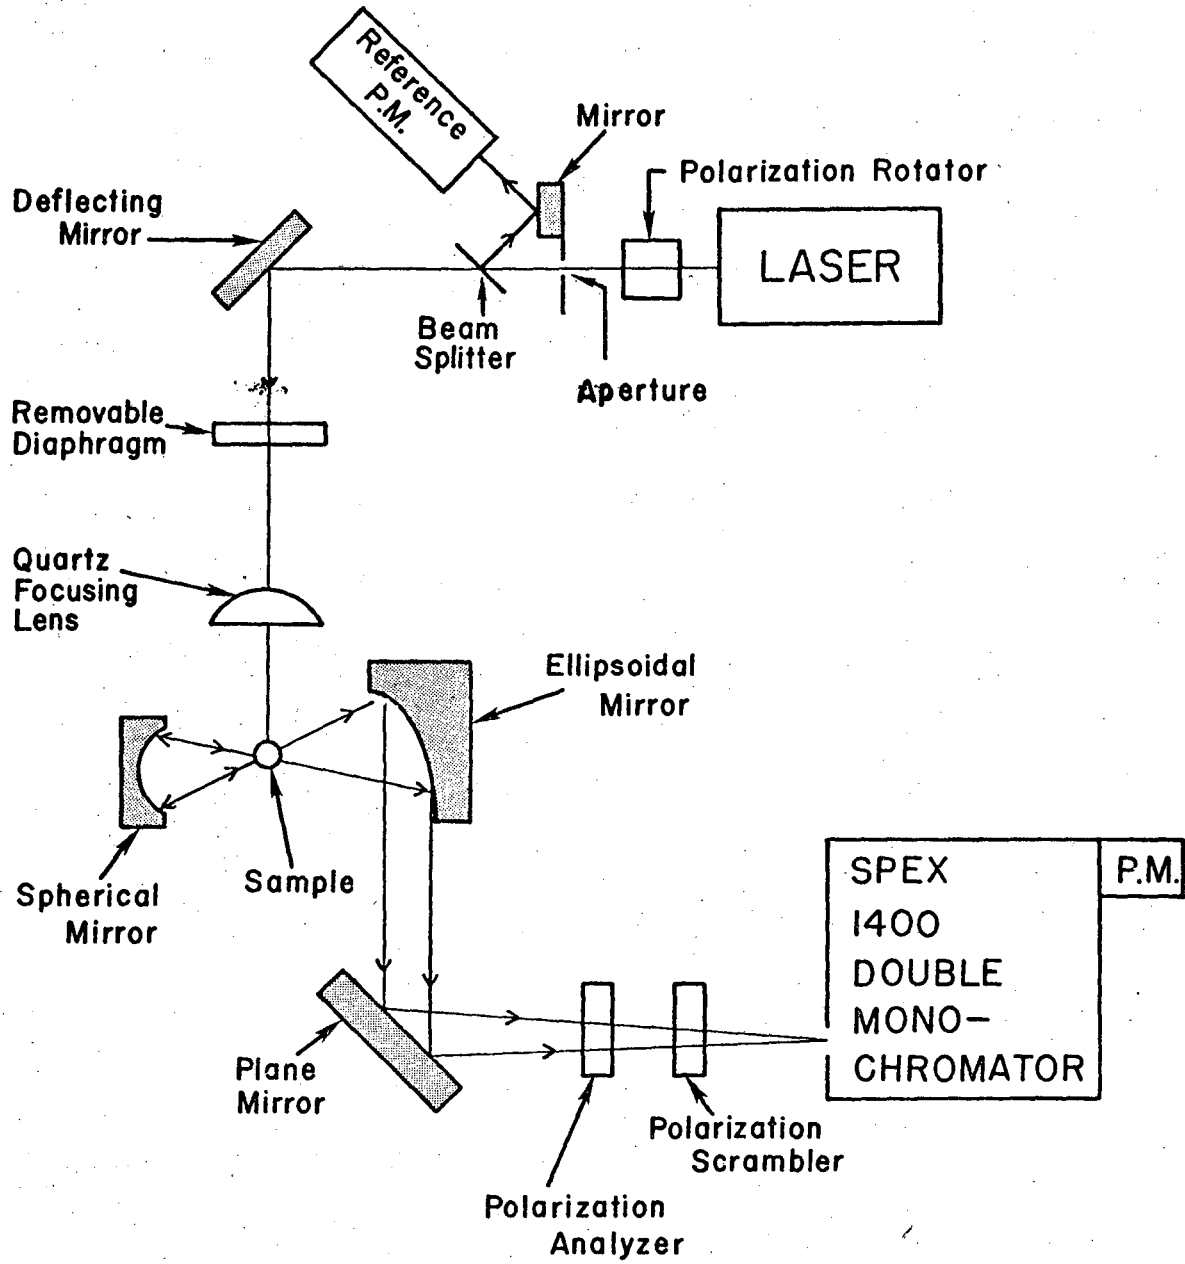 Reference
P.M.
Mirror
Polarization Rotator
Deflecting
Mirror
LASER
Beam
Splitter
Aperture
Removable
Diaphragm
Quartz
Focusing
Lens
Ellipsoidal
Mirror
Sample
Spherical
Mirror
SPEX
1400
DOUBLE
MONO-
CHROMATOR
P.M.
Plane
Mirror
Polarization
Scrambler
Polarization
Analyzer